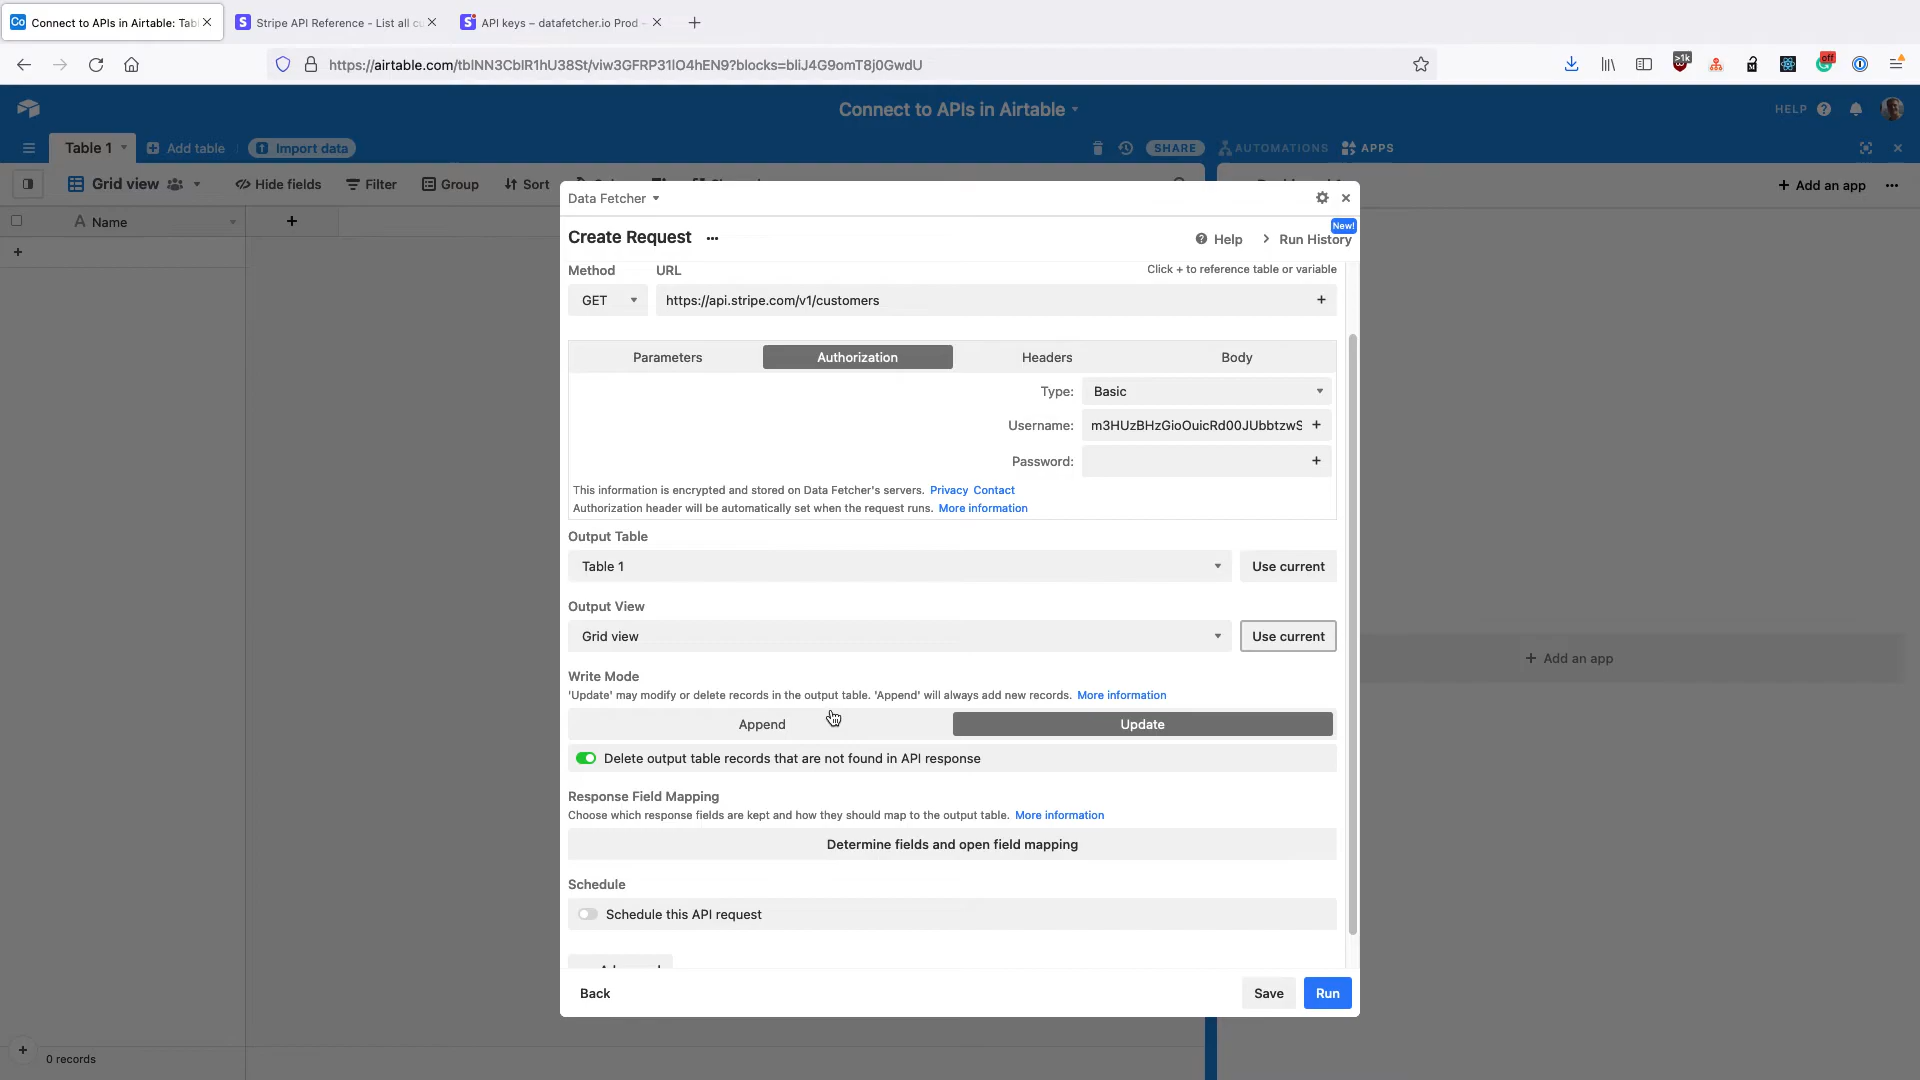 Connect to APIs in Airtable: Tabl
Stripe API Reference - List all cu
API keys – datafetcher.io Prod –
https://airtable.com/tblNN3CblR1hU38St/viw3GFRP31IO4hEN9?blocks=bliJ4G9omT8j0GwdU
>1k
off
Connect to APIs in Airtable
HELP
Table 1
Add table
Import data
SHARE
AUTOMATIONS
APPS
Grid view
Hide fields
Filter
Group
Sort
Add an app
Name
0 records
Add an app
Data Fetcher
Create Request
Help
Run History
New!
Method
URL
Click + to reference table or variable
GET
https://api.stripe.com/v1/customers
Parameters
Authorization
Headers
Body
Type:
Basic
Username:
m3HUzBHzGioOuicRd00JUbbtzwS
Password:
This information is encrypted and stored on Data Fetcher's servers. Privacy Contact
Authorization header will be automatically set when the request runs. More information
Output Table
Table 1
Use current
Output View
Grid view
Use current
Write Mode
'Update' may modify or delete records in the output table. 'Append' will always add new records. More information
Append
Update
Delete output table records that are not found in API response
Response Field Mapping
Choose which response fields are kept and how they should map to the output table. More information
Determine fields and open field mapping
Schedule
Schedule this API request
Back
Save
Run